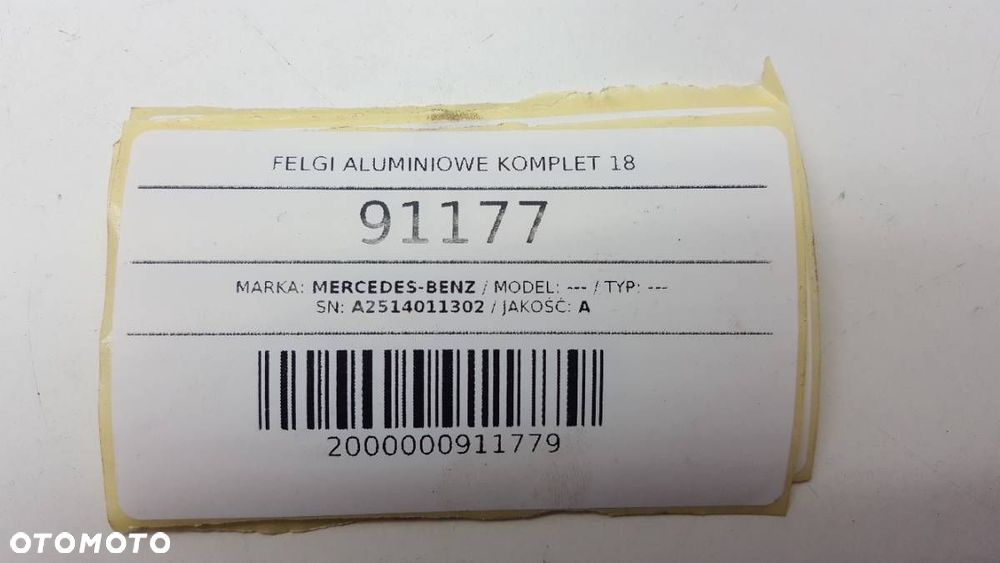 FELGI ALUMINIOWE KOMPLET 18
91177
MARKA: MERCEDES-BENZ / MODEL: --- / TYP: ---
SN: A2514011302 / JAKOŚĆ: A
2000000911779
OTOMOTO